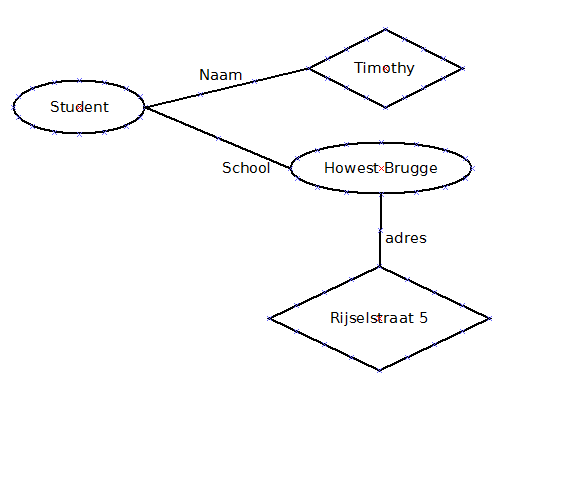 Naam
Timothy
Student
School
Howest Brugge
adres
Rijselstraat 5